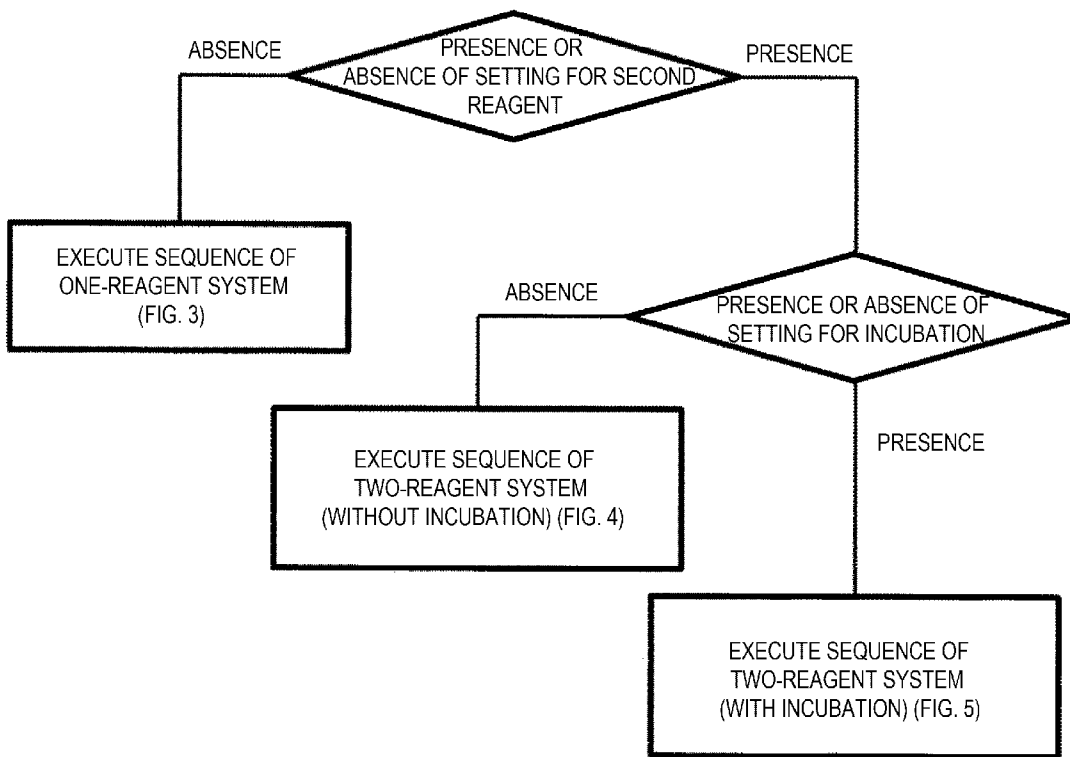 ABSENCE
PRESENCE OR
ABSENCE OF SETTING FOR SECOND
REAGENT
PRESENCE
EXECUTE SEQUENCE OF
ONE-REAGENT SYSTEM
(FIG. 3)
ABSENCE
PRESENCE OR ABSENCE OF
SETTING FOR INCUBATION
EXECUTE SEQUENCE OF
TWO-REAGENT SYSTEM
(WITHOUT INCUBATION) (FIG. 4)
PRESENCE
EXECUTE SEQUENCE OF
TWO-REAGENT SYSTEM
(WITH INCUBATION) (FIG. 5)